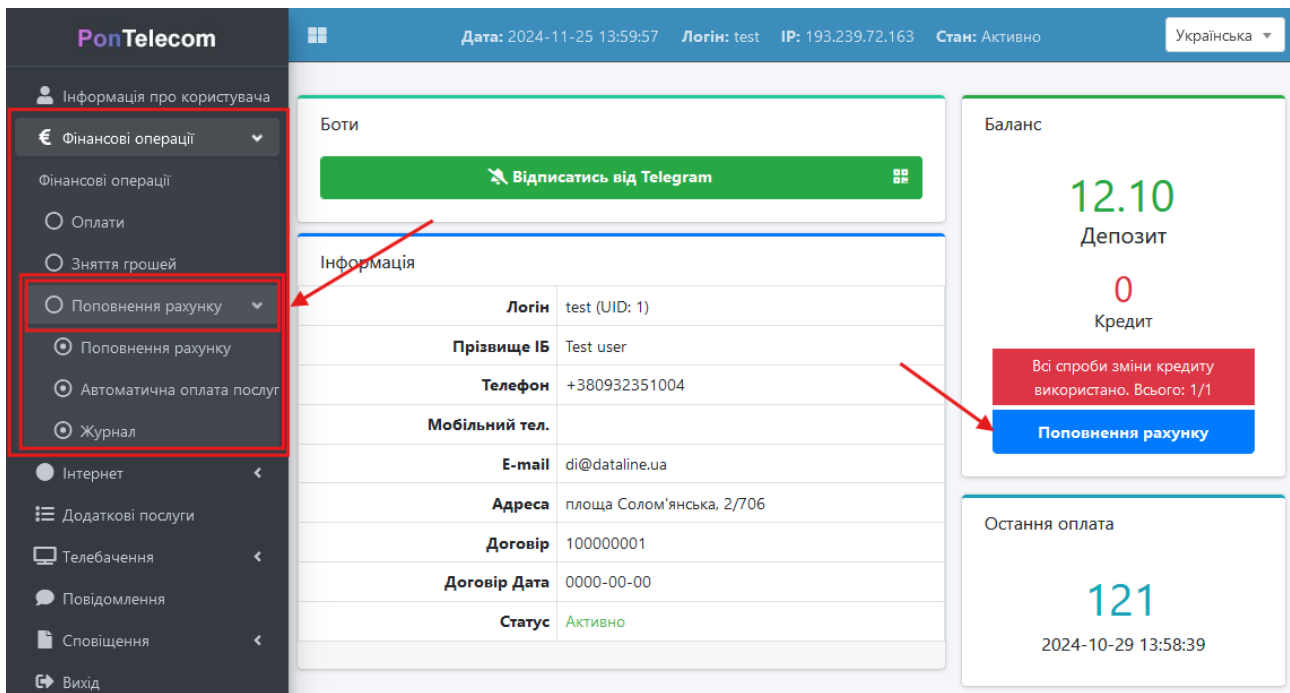 PonTelecom
Дата: 2024-11-25 13:59:57 Логін: test IP: 193.239.72.163 Стан: Активно
Українська
Інформація про користувача
Фінансові операції
Фінансові операції
Оплати
Зняття грошей
Поповнення рахунку
Поповнення рахунку
Автоматична оплата послуг
Журнал
Інтернет
Додаткові послуги
Телебачення
Повідомлення
Сповіщення
Вихід
Боти
Відписатись від Telegram
Інформація
Логін test (UID: 1)
Прізвище ІБ Test user
Телефон +380932351004
Мобільний тел.
E-mail di@dataline.ua
Адреса площа Солом'янська, 2/706
Договір 100000001
Договір Дата 0000-00-00
Статус Активно
Баланс
12.10
Депозит
0
Кредит
Всі спроби зміни кредиту
використано. Всього: 1/1
Поповнення рахунку
Остання оплата
121
2024-10-29 13:58:39